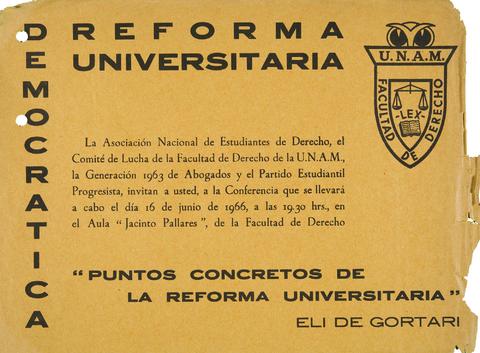 DEMOCRATICA
REFORMA
UNIVERSITARIA
U.N.A.M.
FACULTAD DE DERECHO
LEX
La Asociación Nacional de Estudiantes de Derecho, el
Comité de Lucha de la Facultad de Derecho de la U.N.A.M.,
la Generación 1963 de Abogados y el Partido Estudiantil
Progresista, invitan a usted, a la Conferencia que se llevará
a cabo el día 16 de junio de 1966, a las 19.30 hrs., en
el Aula “Jacinto Pallares”, de la Facultad de Derecho
“PUNTOS CONCRETOS DE
LA REFORMA UNIVERSITARIA”
ELI DE GORTARI